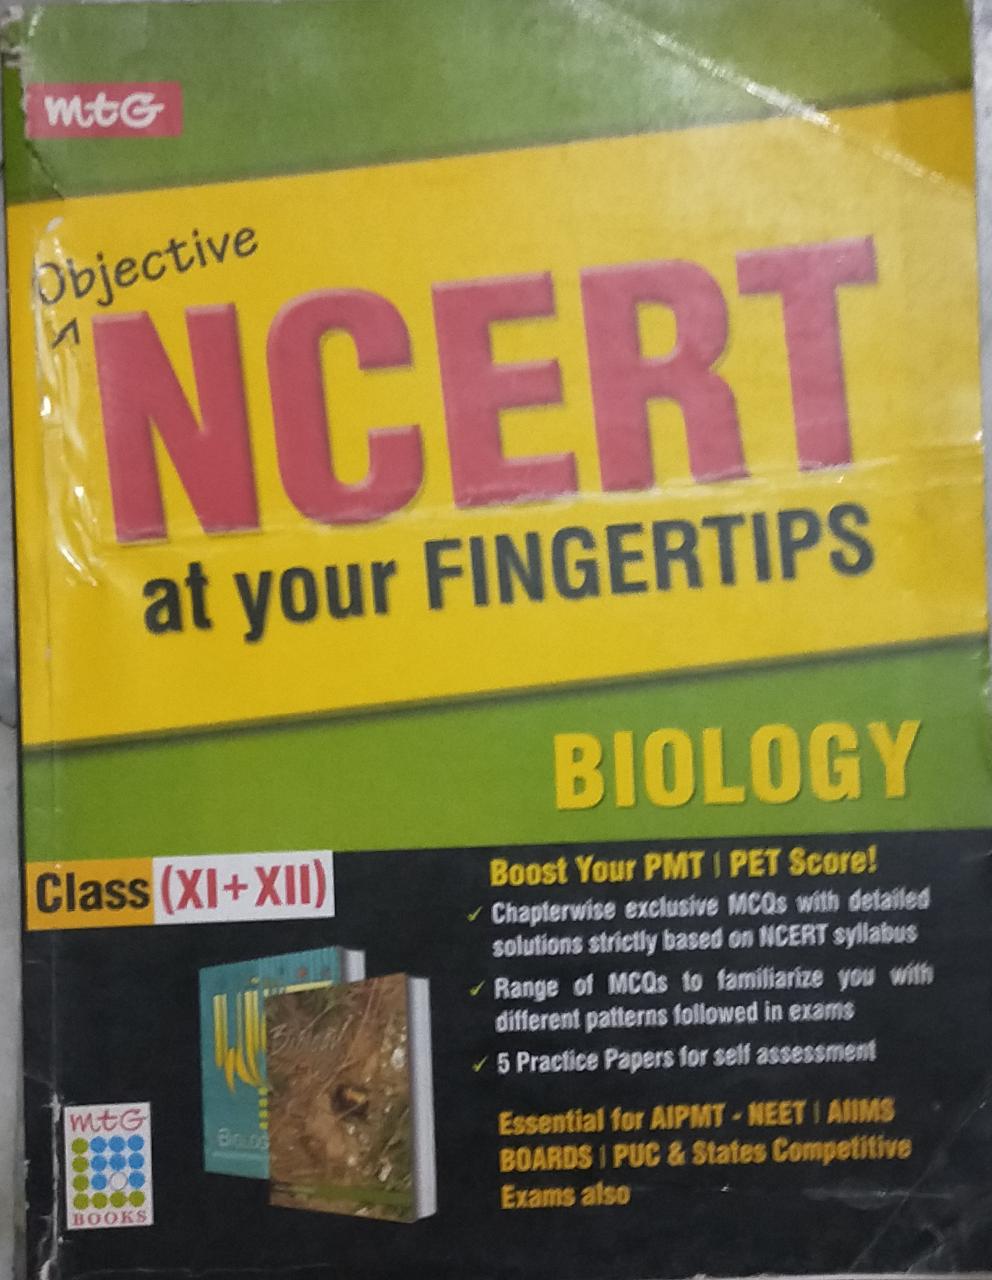 mtG
Objective
NCERT
at your FINGERTIPS
BIOLOGY
Class (XI+XII)
Boost Your PMT | PET Score!
✓ Chapterwise exclusive MCQs with detailed
solutions strictly based on NCERT syllabus
✓ Range of MCQs to familiarize you with
different patterns followed in exams
✓ 5 Practice Papers for self assessment
Essential for AIPMT - NEET | AIIMS
BOARDS | PUC & States Competitive
Exams also
mtG
BOOKS